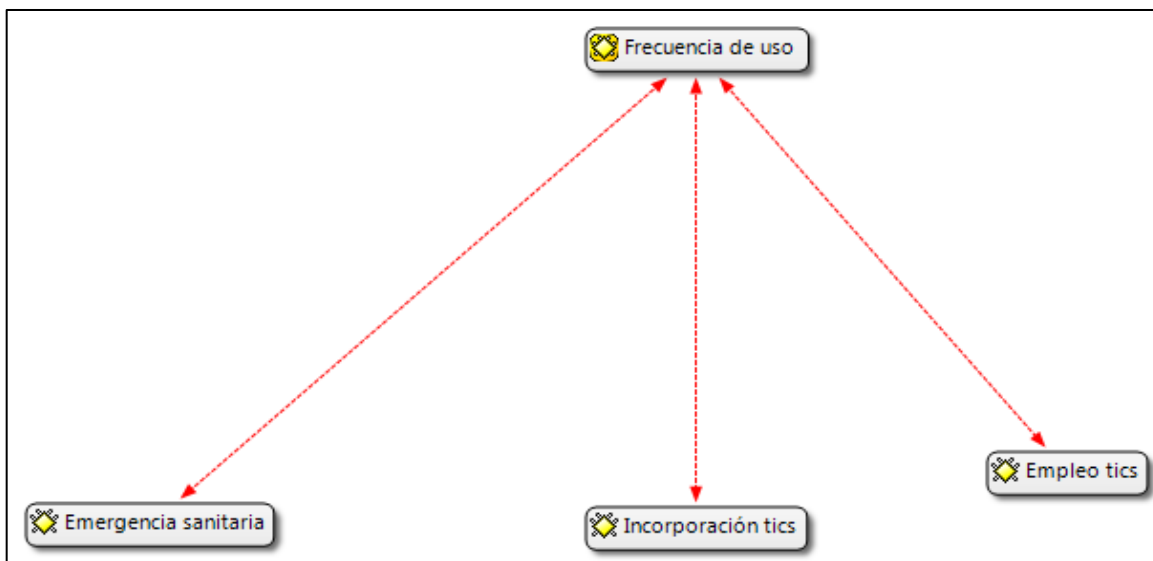 Frecuencia de uso
Empleo tics
Emergencia sanitaria
Incorporación tics